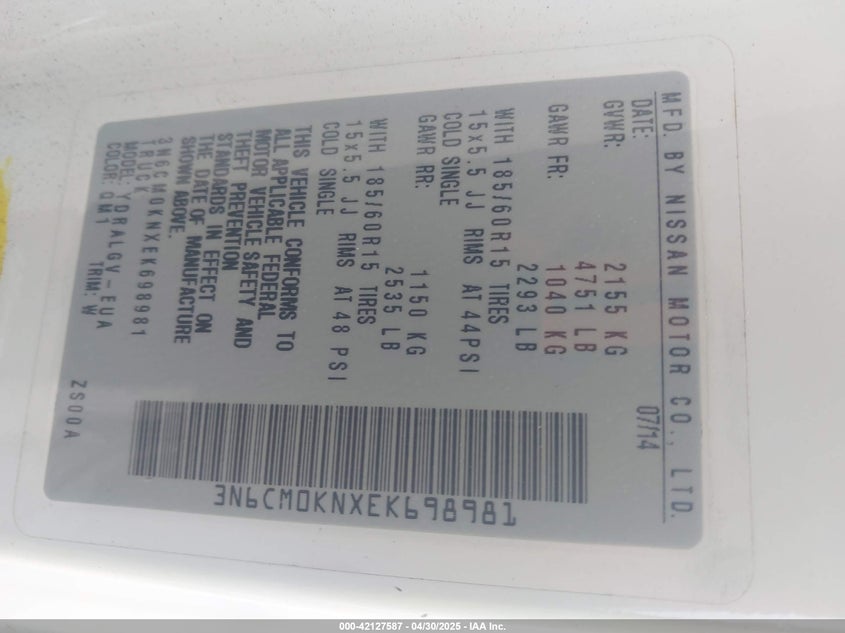 MFD. BY NISSAN MOTOR CO., LTD.
DATE: 07/14
GVWR: 2155 KG
4751 LB
GAWR FR: 1040 KG
2293 LB
WITH 185/60R15 TIRES
15x5.5 JJ RIMS AT 44PSI
COLD SINGLE
GAWR RR: 1150 KG
2535 LB
WITH 185/60R15 TIRES
15x5.5 JJ RIMS AT 48 PSI
COLD SINGLE
THIS VEHICLE CONFORMS TO
ALL APPLICABLE FEDERAL
MOTOR VEHICLE SAFETY AND
THEFT PREVENTION
STANDARDS IN EFFECT ON
THE DATE OF MANUFACTURE
SHOWN ABOVE.
3N6CM0KNXEK698981
TRUCK
MODEL: YDRALGV-EUA
COLOR: QM1 TRIM: W
ZS00A
3N6CM0KNXEK698981
000-42127587 - 04/30/2025 - IAA Inc.